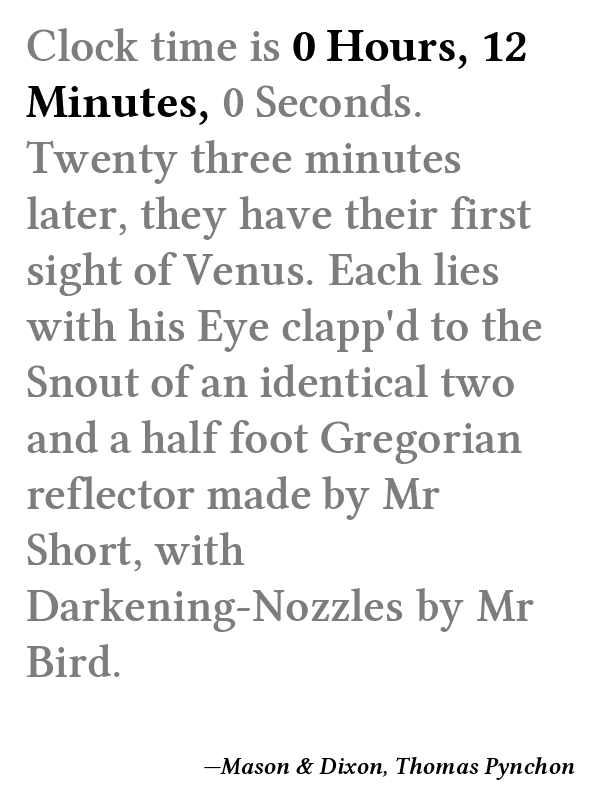 Clock time is 0 Hours, 12
Minutes, 0 Seconds.
Twenty three minutes
later, they have their first
sight of Venus. Each lies
with his Eye clapp'd to the
Snout of an identical two
and a half foot Gregorian
reflector made by Mr
Short, with
Darkening-Nozzles by Mr
Bird.
—Mason & Dixon, Thomas Pynchon